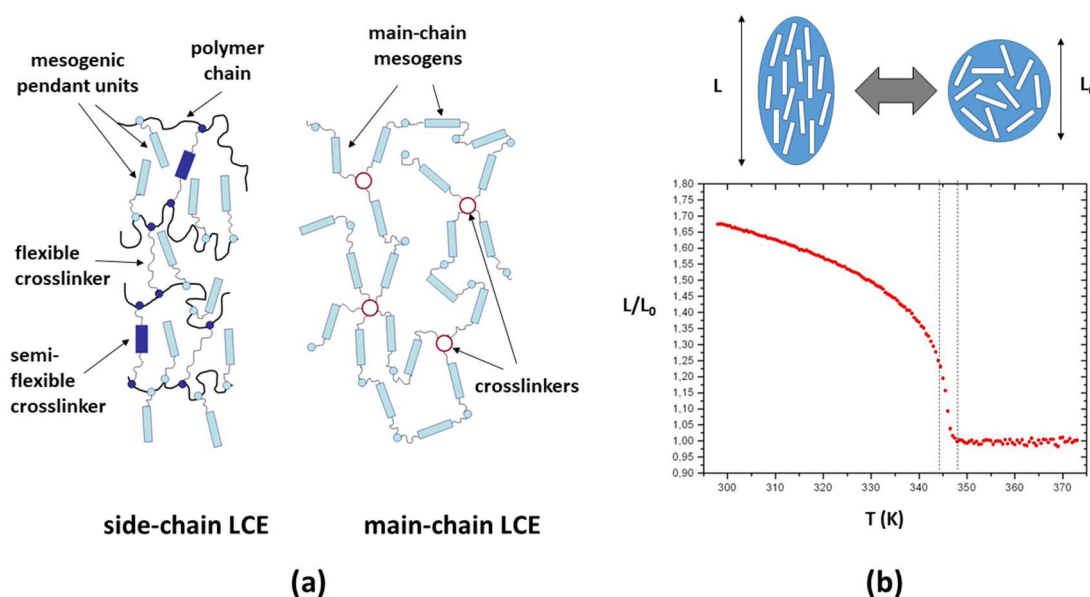 mesogenic
pendant units
polymer
chain
flexible
crosslinker
semi-
flexible
crosslinker
main-chain
mesogens
crosslinkers
side-chain LCE
main-chain LCE
(a)
L
L₀
1,80
1,75
1,70
1,65
1,60
1,55
1,50
1,45
1,40
1,35
1,30
1,25
1,20
1,15
1,10
1,05
1,00
0,95
0,90
L/L₀
300 310 320 330 340 350 360 370
T (K)
(b)